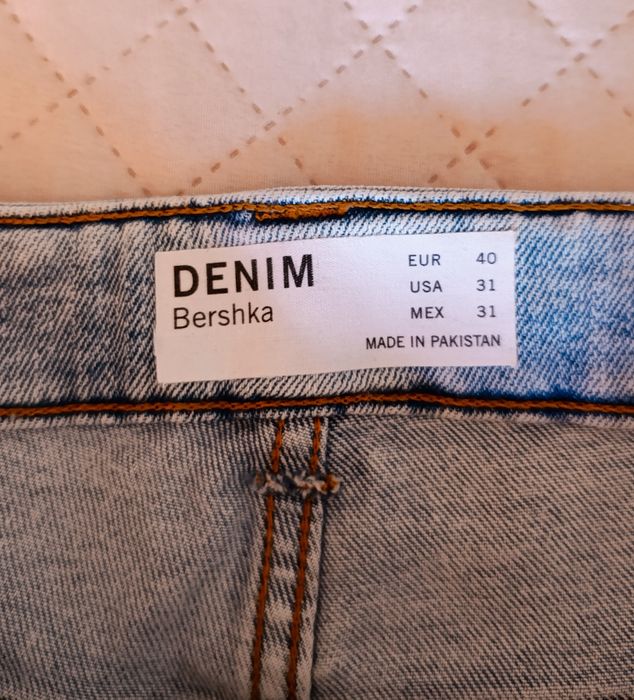 DENIM
Bershka
EUR 40
USA 31
MEX 31
MADE IN PAKISTAN